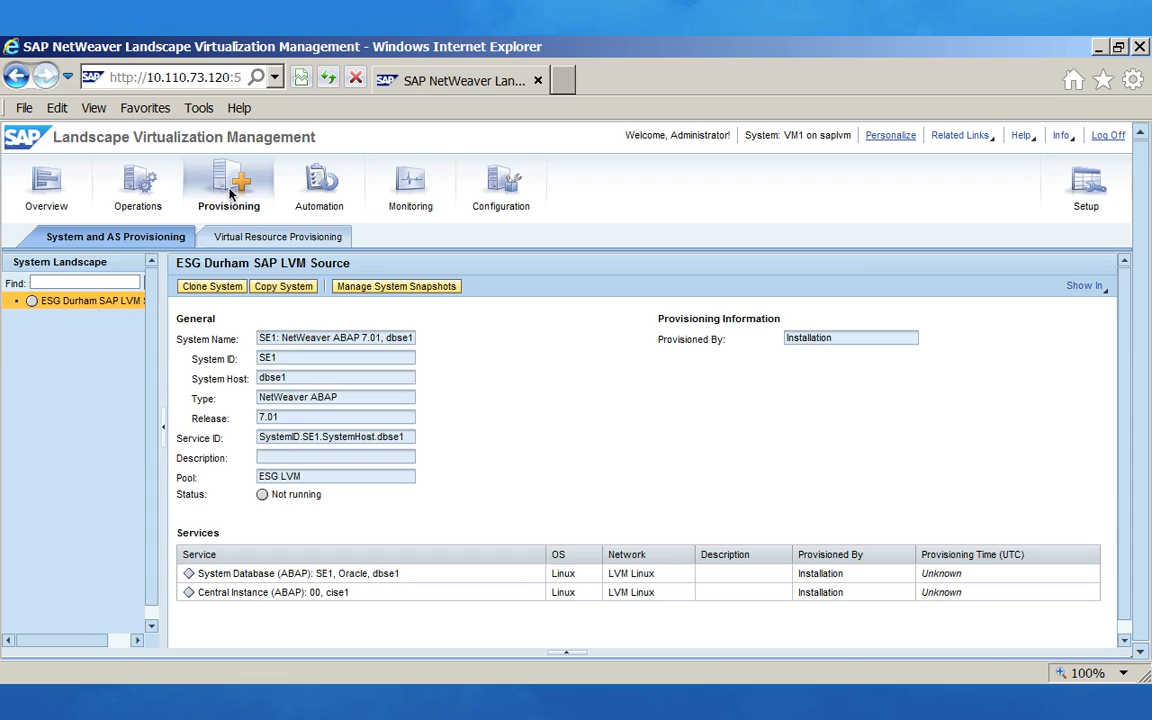 SAP NetWeaver Landscape Virtualization Management - Windows Internet Explorer
SAP http://10.110.73.120:5
SAP SAP NetWeaver Lan...
File Edit View Favorites Tools Help
SAP Landscape Virtualization Management
Welcome, Administrator! System: VM1 on saplvm Personalize Related Links Help Info Log Off
Overview Operations Provisioning Automation Monitoring Configuration Setup
System and AS Provisioning Virtual Resource Provisioning
System Landscape
Find:
ESG Durham SAP LVM S
ESG Durham SAP LVM Source
Clone System Copy System Manage System Snapshots Show In
General
System Name: SE1: NetWeaver ABAP 7.01, dbse1
System ID: SE1
System Host: dbse1
Type: NetWeaver ABAP
Release: 7.01
Service ID: SystemID.SE1.SystemHost.dbse1
Description:
Pool: ESG LVM
Status: Not running
Provisioning Information
Provisioned By: Installation
Services
Service OS Network Description Provisioned By Provisioning Time (UTC)
System Database (ABAP): SE1, Oracle, dbse1 Linux LVM Linux Installation Unknown
Central Instance (ABAP): 00, cise1 Linux LVM Linux Installation Unknown
100%